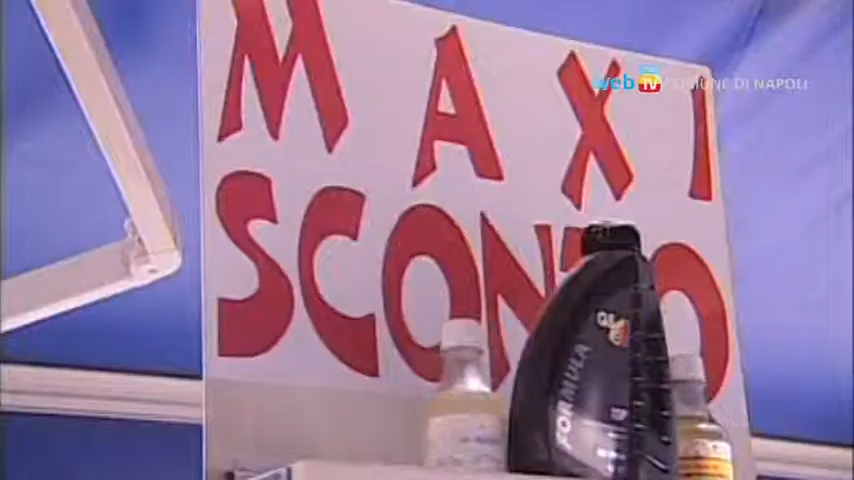 MAXI
web TV COMUNE DI NAPOLI
SCONTO
FORMULA